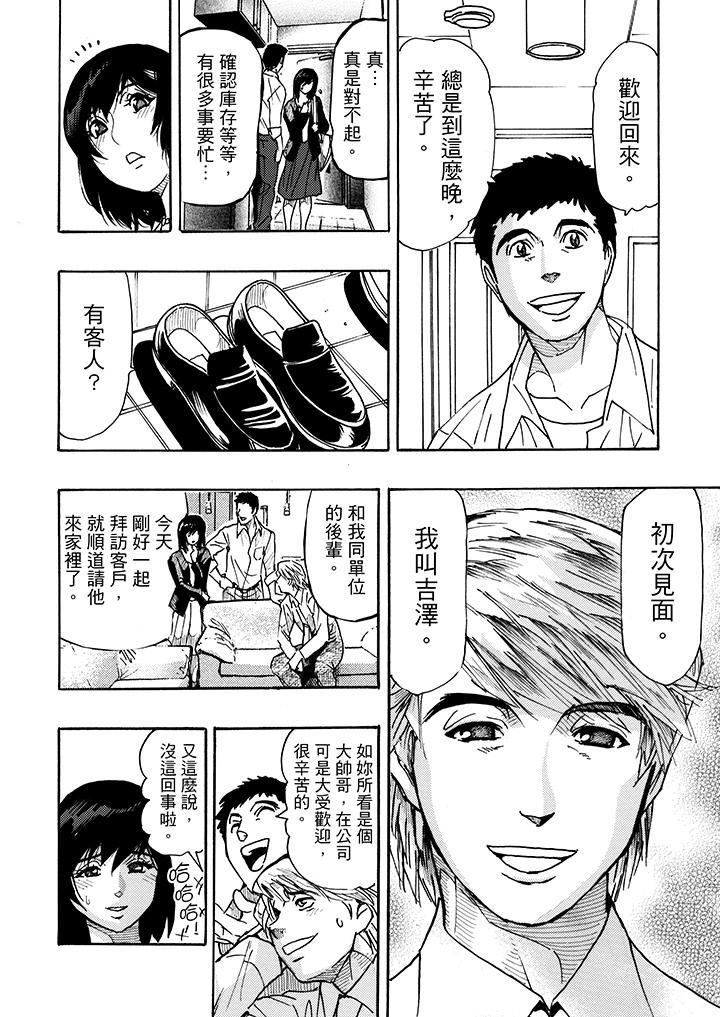 歡迎回來。
總是到這麼晚，
辛苦了。
真…
真是對不起。
確認庫存等等，
有很多事要忙…
有客人？
初次見面。
我叫吉澤。
和我同單位
的後輩。
今天
剛好一起
拜訪客戶，
就順道請他
來家裡了。
如妳所看是個
大帥哥，在公司
可是大受歡迎，
很辛苦的。
又這麼說，
沒這回事啦。
哈哈哈！